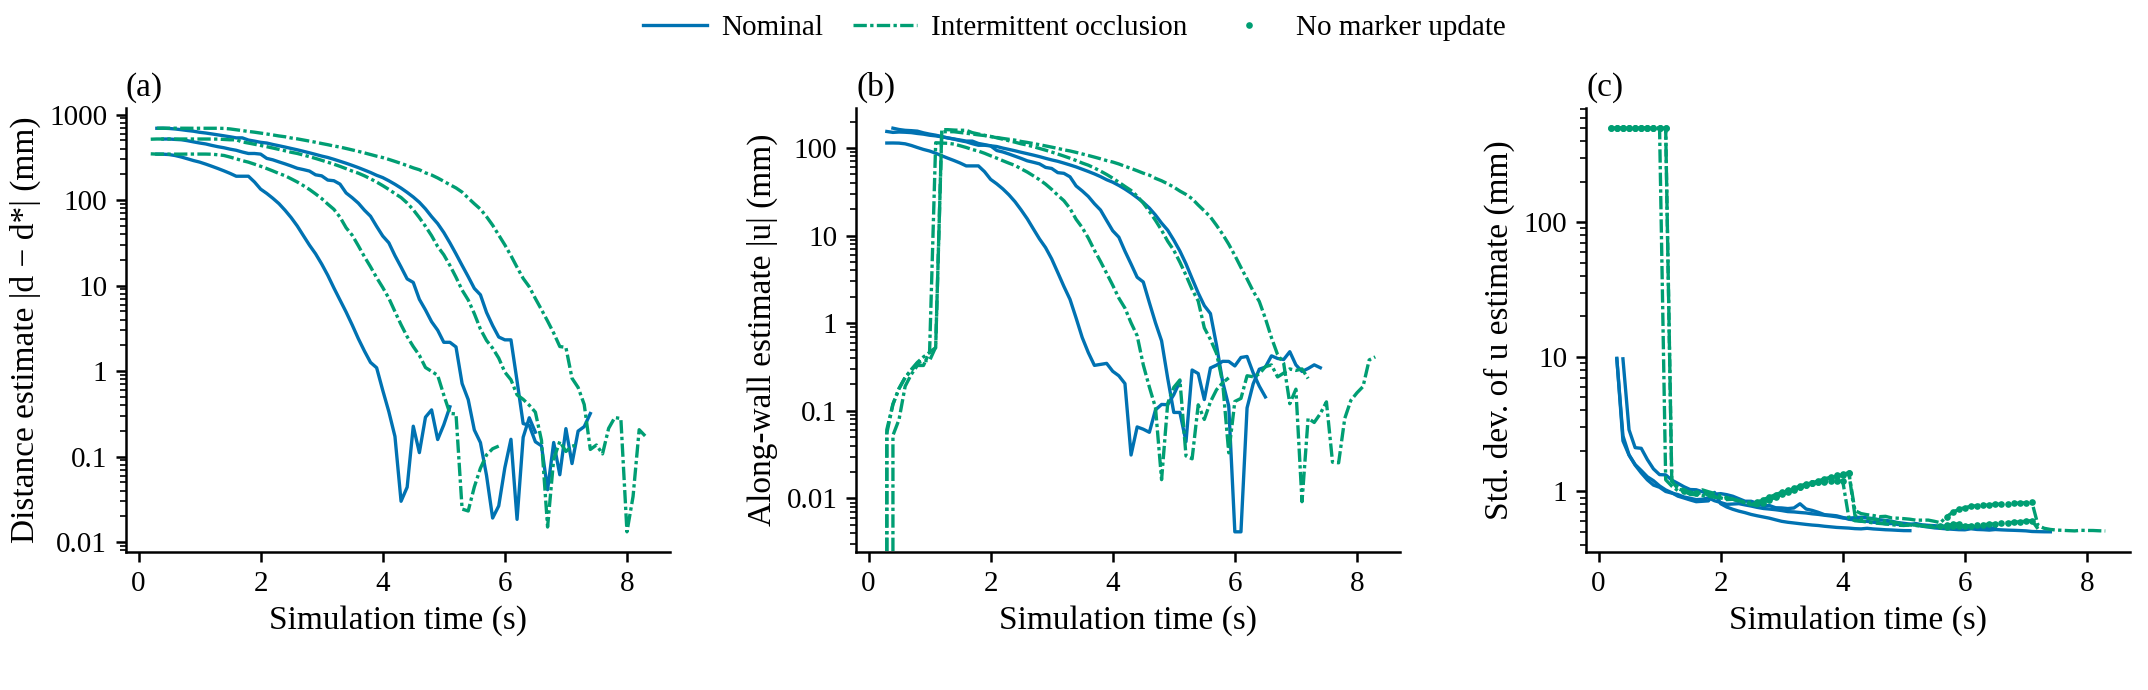 Nominal Intermittent occlusion No marker update
(a) (b) (c)
Distance estimate |d − d*| (mm)
1000
100
10
1
0.1
0.01
0 2 4 6 8
Simulation time (s)
Along-wall estimate |u| (mm)
100
10
1
0.1
0.01
0 2 4 6 8
Simulation time (s)
Std. dev. of u estimate (mm)
100
10
1
0 2 4 6 8
Simulation time (s)